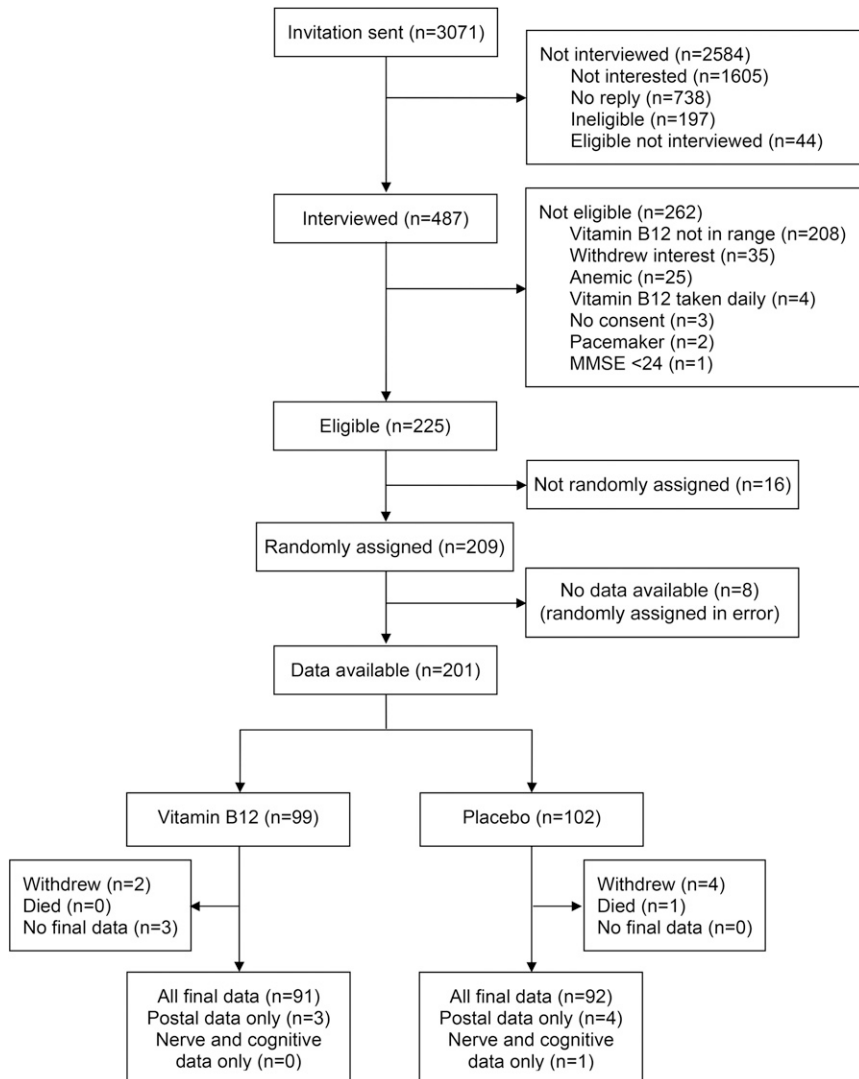 Invitation sent (n=3071)
Not interviewed (n=2584)
Not interested (n=1605)
No reply (n=738)
Ineligible (n=197)
Eligible not interviewed (n=44)
Interviewed (n=487)
Not eligible (n=262)
Vitamin B12 not in range (n=208)
Withdrew interest (n=35)
Anemic (n=25)
Vitamin B12 taken daily (n=4)
No consent (n=3)
Pacemaker (n=2)
MMSE <24 (n=1)
Eligible (n=225)
Not randomly assigned (n=16)
Randomly assigned (n=209)
No data available (n=8)
(randomly assigned in error)
Data available (n=201)
Vitamin B12 (n=99)
Placebo (n=102)
Withdrew (n=2)
Died (n=0)
No final data (n=3)
Withdrew (n=4)
Died (n=1)
No final data (n=0)
All final data (n=91)
Postal data only (n=3)
Nerve and cognitive
data only (n=0)
All final data (n=92)
Postal data only (n=4)
Nerve and cognitive
data only (n=1)